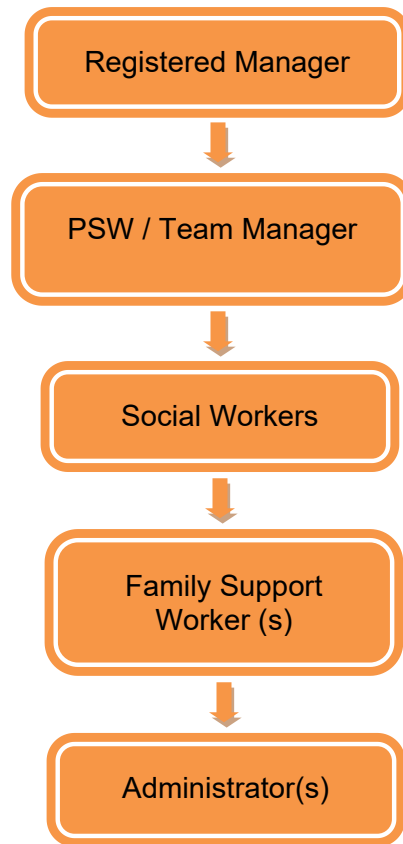 Registered Manager
PSW / Team Manager
Social Workers
Family Support
Worker (s)
Administrator(s)